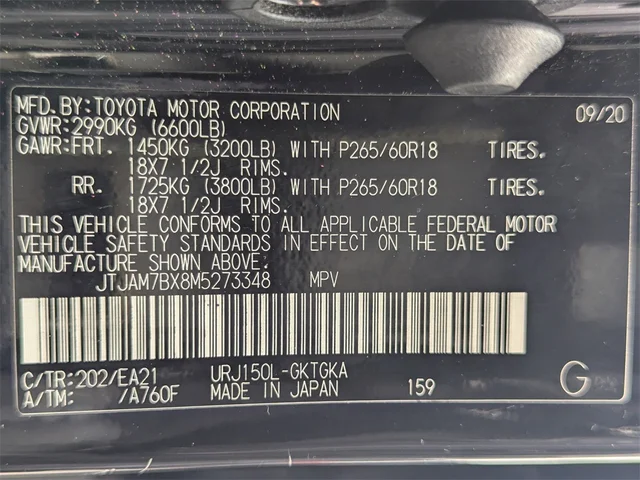 MFD.BY:TOYOTA MOTOR CORPORATION 09/20
GVWR:2990KG (6600LB)
GAWR:FRT. 1450KG (3200LB) WITH P265/60R18 TIRES.
18X7 1/2J RIMS.
RR. 1725KG (3800LB) WITH P265/60R18 TIRES.
18X7 1/2J RIMS.
THIS VEHICLE CONFORMS TO ALL APPLICABLE FEDERAL MOTOR
VEHICLE SAFETY STANDARDS IN EFFECT ON THE DATE OF
MANUFACTURE SHOWN ABOVE.
JTJAM7BX8M5273348 MPV
C/TR:202/EA21 URJ150L-GKTGKA
A/TM: /A760F MADE IN JAPAN 159 G